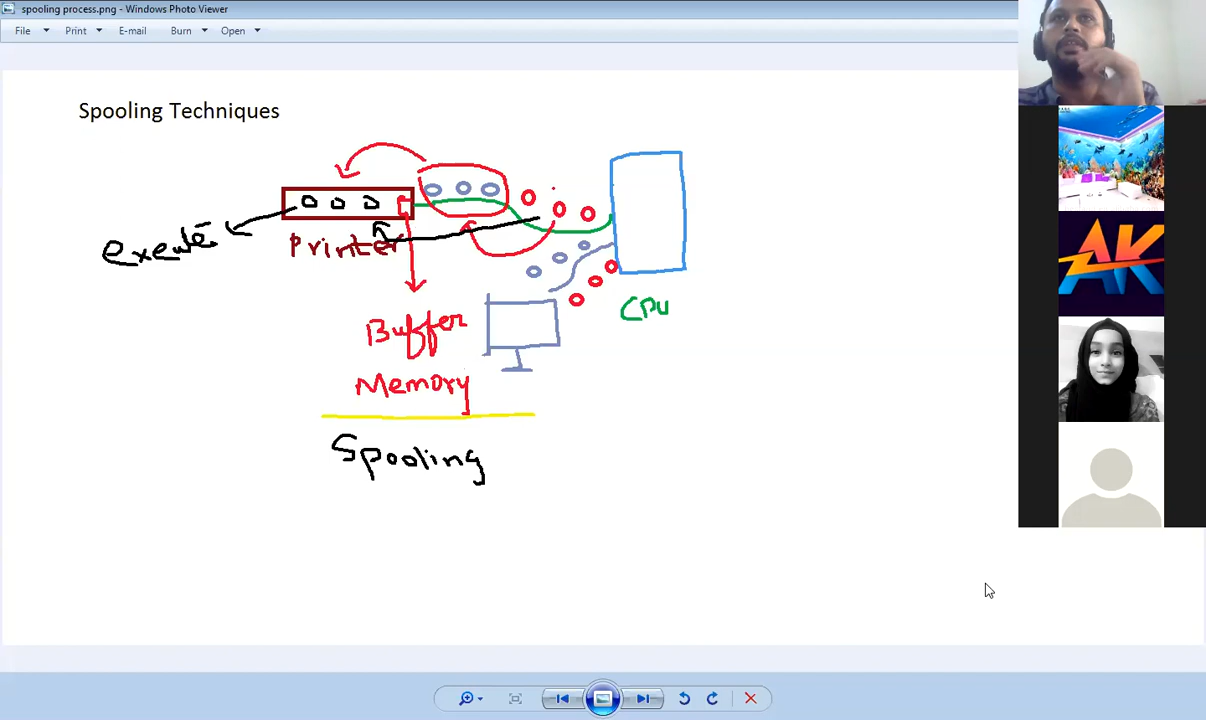 spooling process.png - Windows Photo Viewer
File Print E-mail Burn Open
Spooling Techniques
execute
Printer
CPU
Buffer
Memory
Spooling
AK